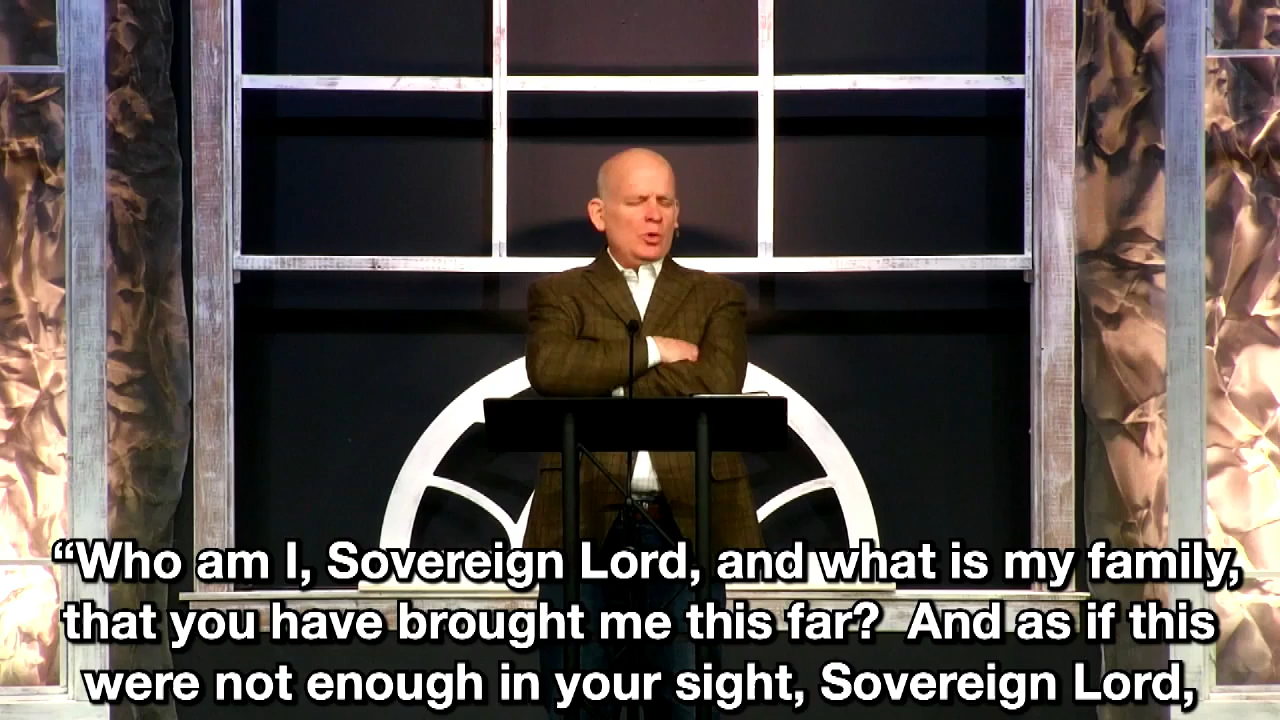 “Who am I, Sovereign Lord, and what is my family,
that you have brought me this far?  And as if this
were not enough in your sight, Sovereign Lord,